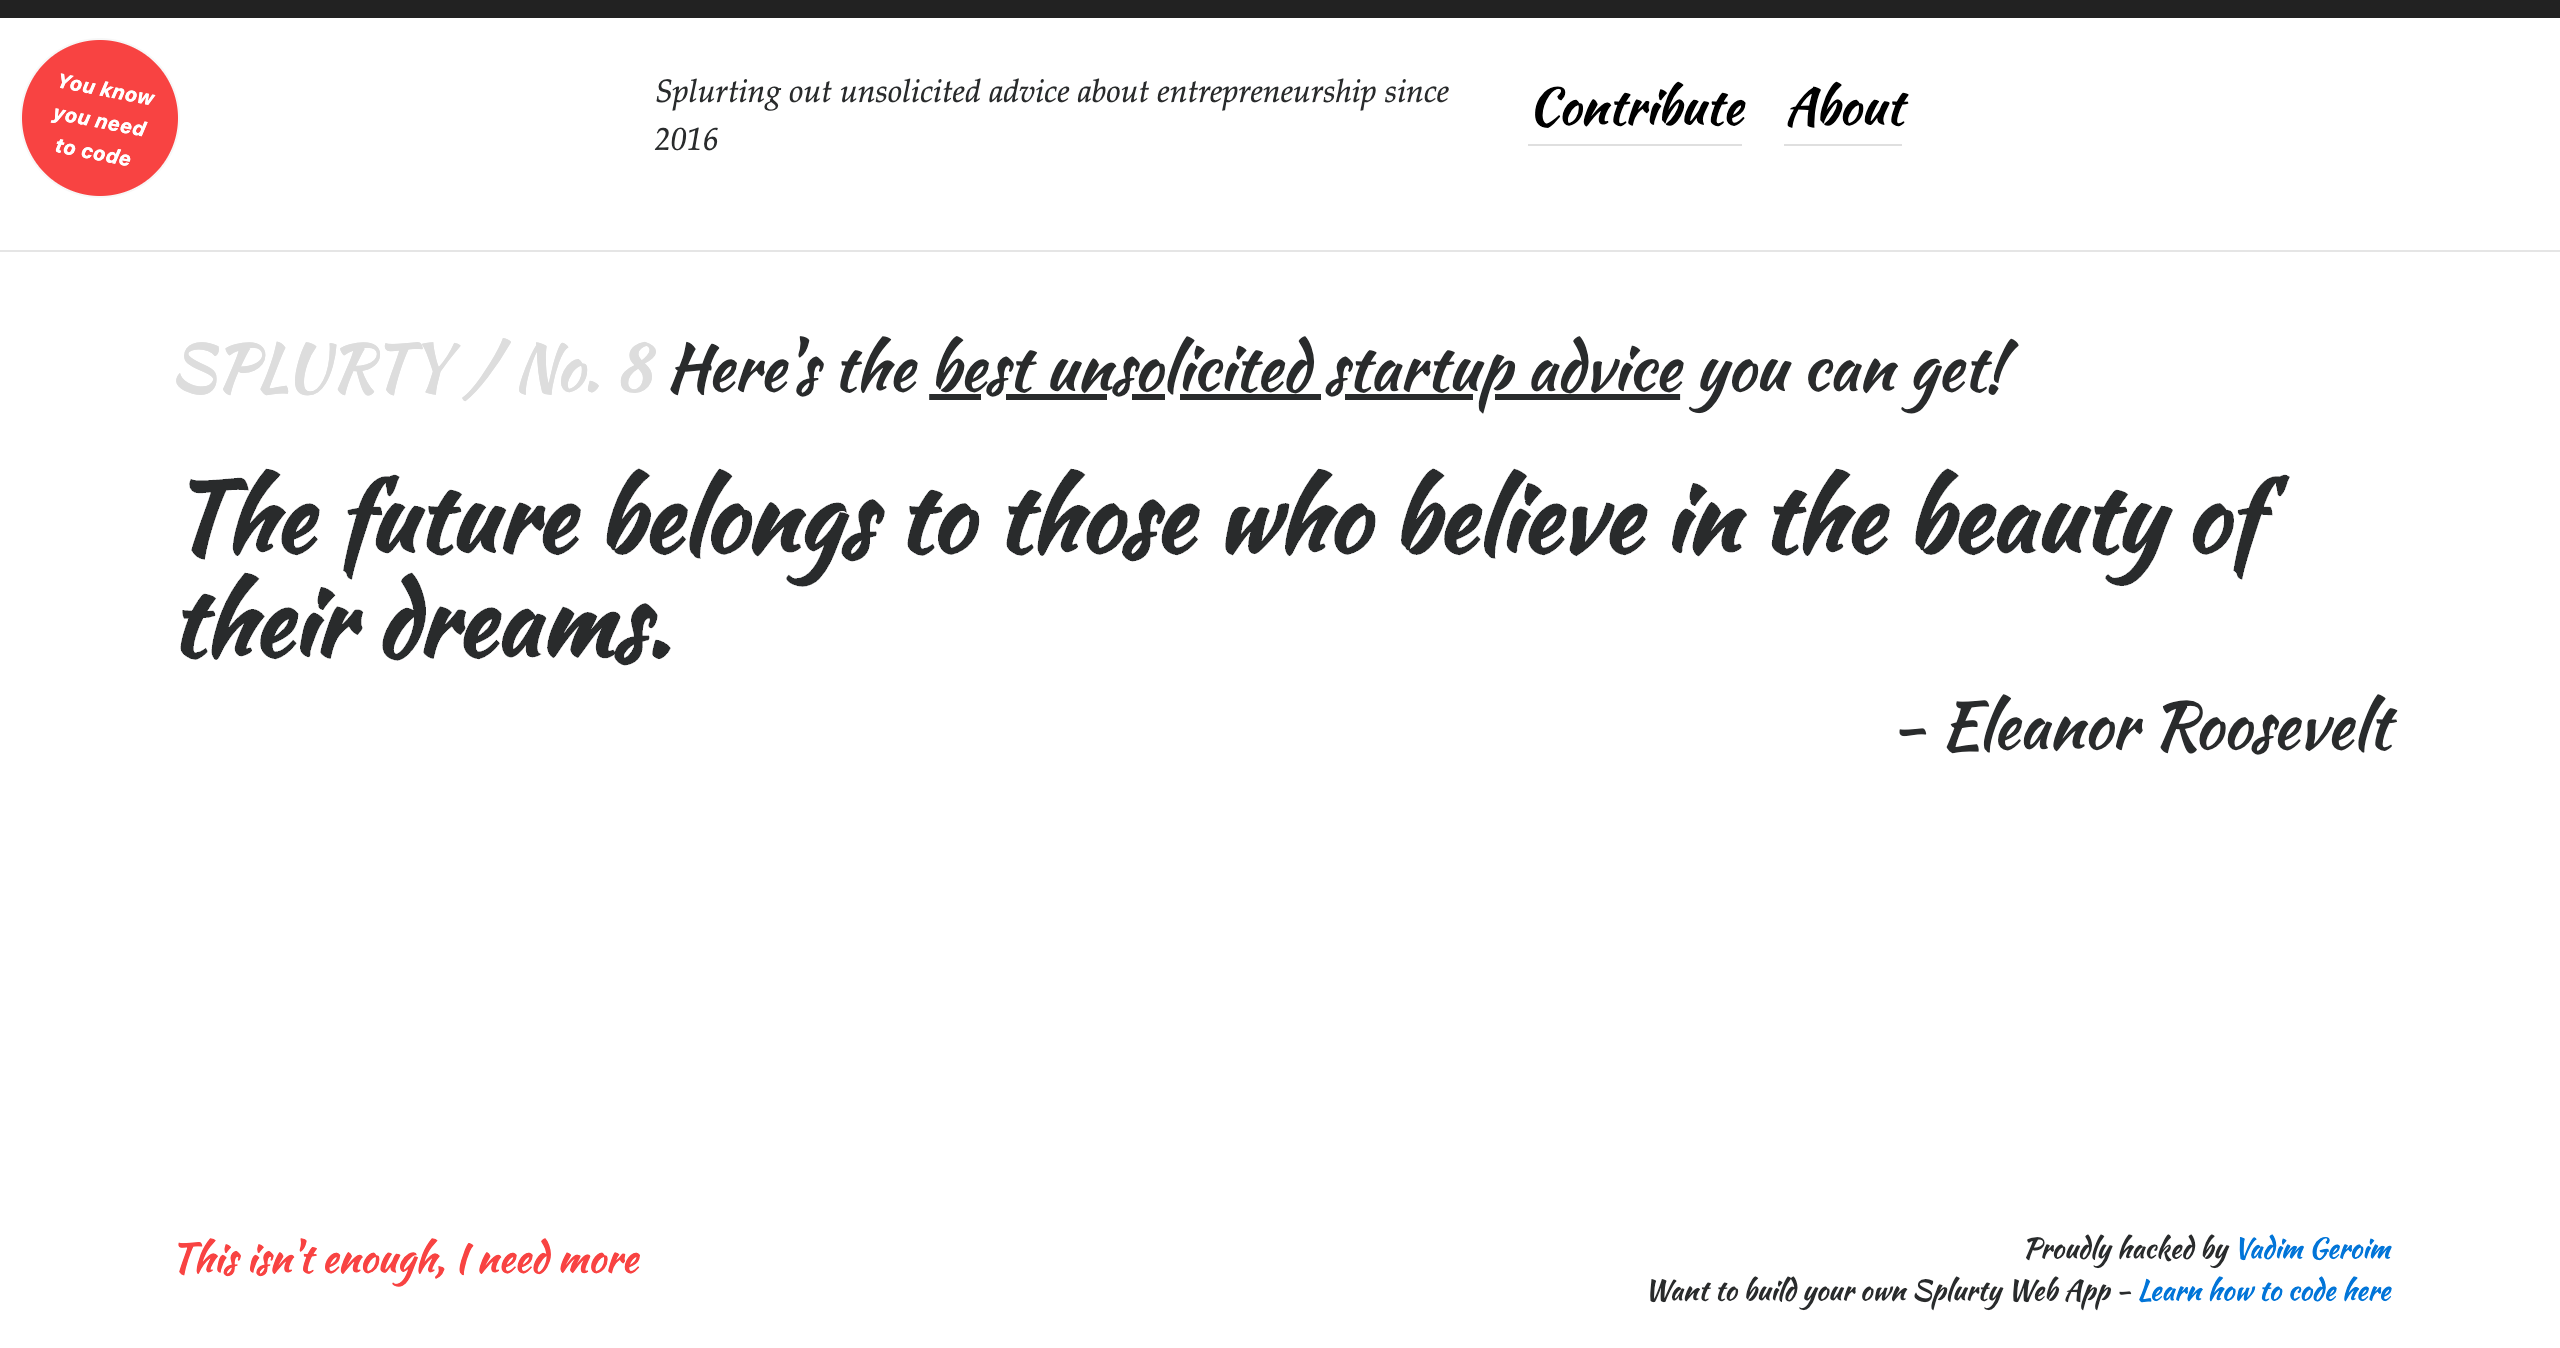 You know
you need
to code
Splurting out unsolicited advice about entrepreneurship since
2016
Contribute About
SPLURTY / No. 8 Here's the best unsolicited startup advice you can get!
The future belongs to those who believe in the beauty of
their dreams.
- Eleanor Roosevelt
This isn't enough, I need more
Proudly hacked by Vadim Geroim
Want to build your own Splurty Web App - Learn how to code here